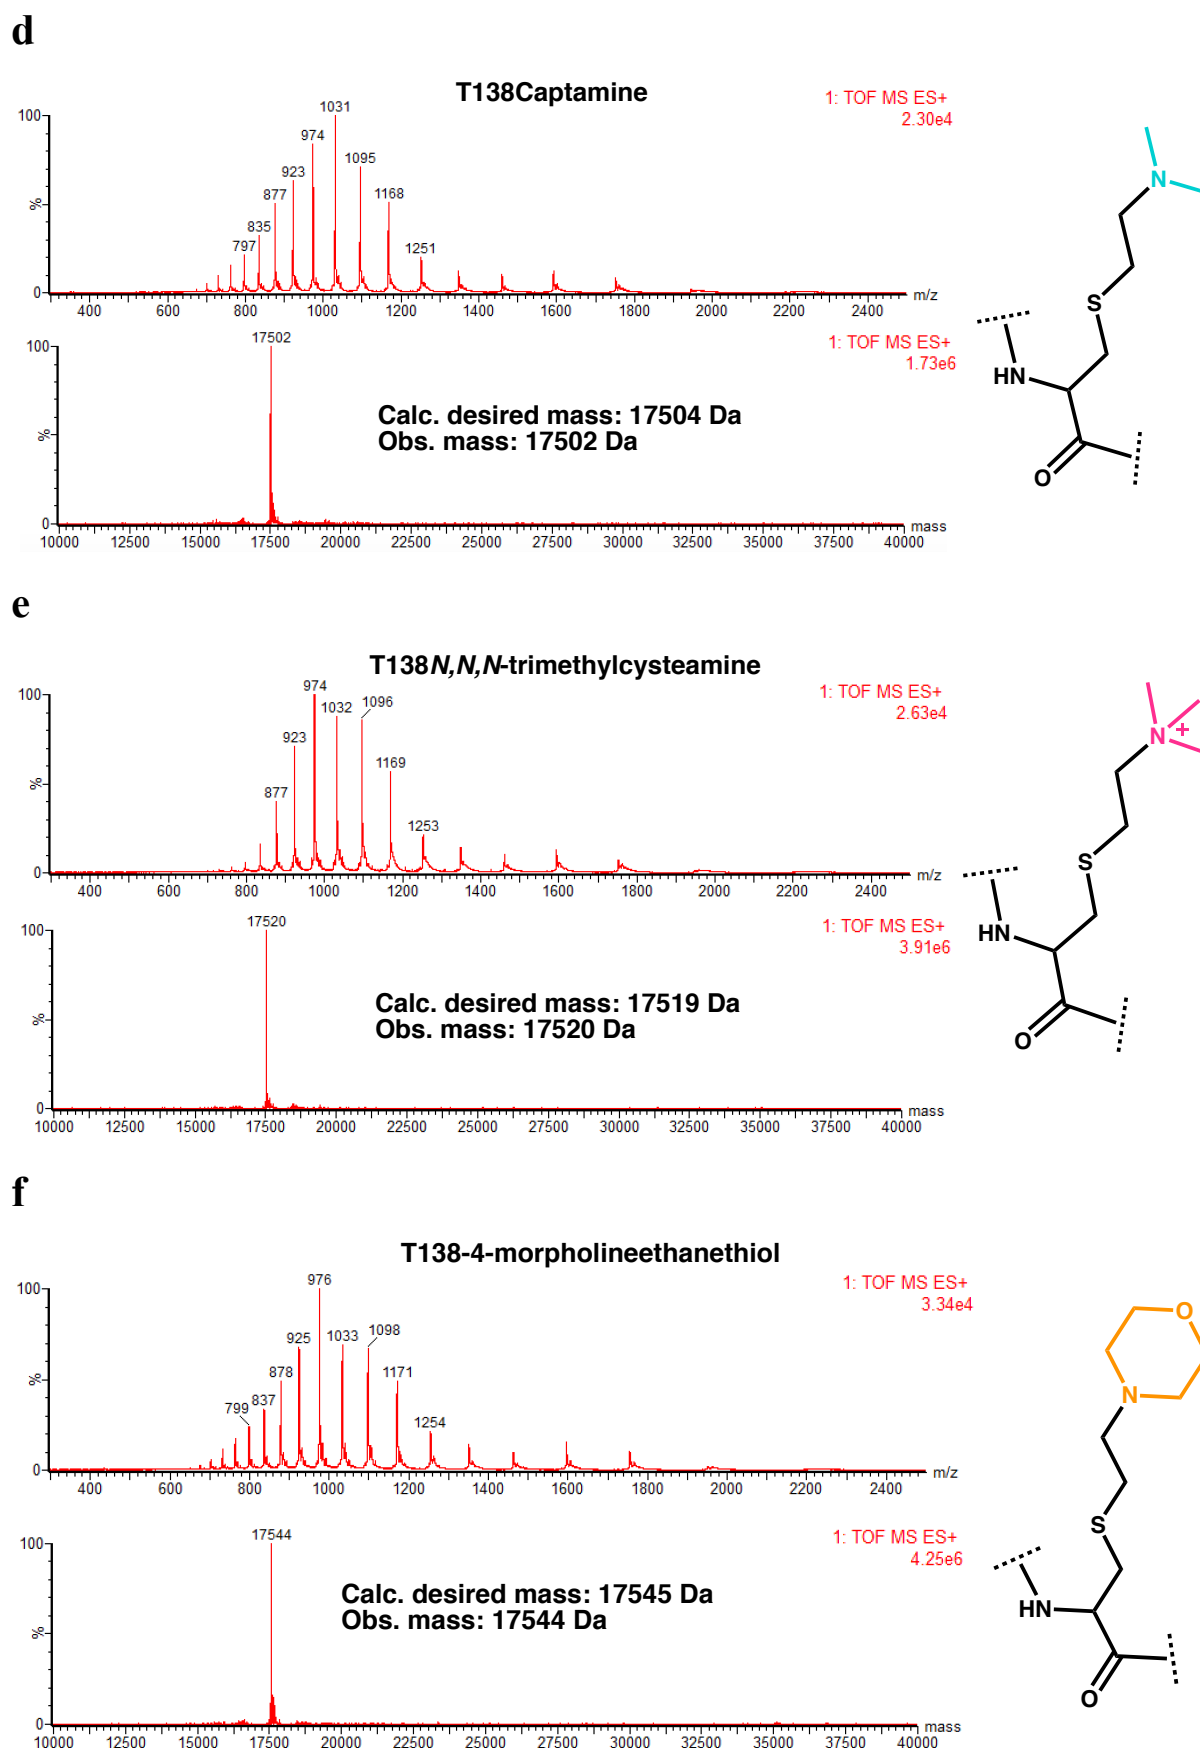 d
T138Captamine
1: TOF MS ES+
2.30e4
100
%
0
797
835
877
923
974
1031
1095
1168
1251
400 600 800 1000 1200 1400 1600 1800 2000 2200 2400
m/z
1: TOF MS ES+
1.73e6
100
%
0
17502
Calc. desired mass: 17504 Da
Obs. mass: 17502 Da
10000 12500 15000 17500 20000 22500 25000 27500 30000 32500 35000 37500 40000
mass
N
S
HN
O
e
T138N,N,N-trimethylcysteamine
1: TOF MS ES+
2.63e4
100
%
0
877
923
974
1032
1096
1169
1253
400 600 800 1000 1200 1400 1600 1800 2000 2200 2400
m/z
1: TOF MS ES+
3.91e6
100
%
0
17520
Calc. desired mass: 17519 Da
Obs. mass: 17520 Da
10000 12500 15000 17500 20000 22500 25000 27500 30000 32500 35000 37500 40000
mass
N +
S
HN
O
f
T138-4-morpholineethanethiol
1: TOF MS ES+
3.34e4
100
%
0
799
837
878
925
976
1033
1098
1171
1254
400 600 800 1000 1200 1400 1600 1800 2000 2200 2400
m/z
1: TOF MS ES+
4.25e6
100
%
0
17544
Calc. desired mass: 17545 Da
Obs. mass: 17544 Da
10000 12500 15000 17500 20000 22500 25000 27500 30000 32500 35000 37500 40000
mass
O
N
S
HN
O